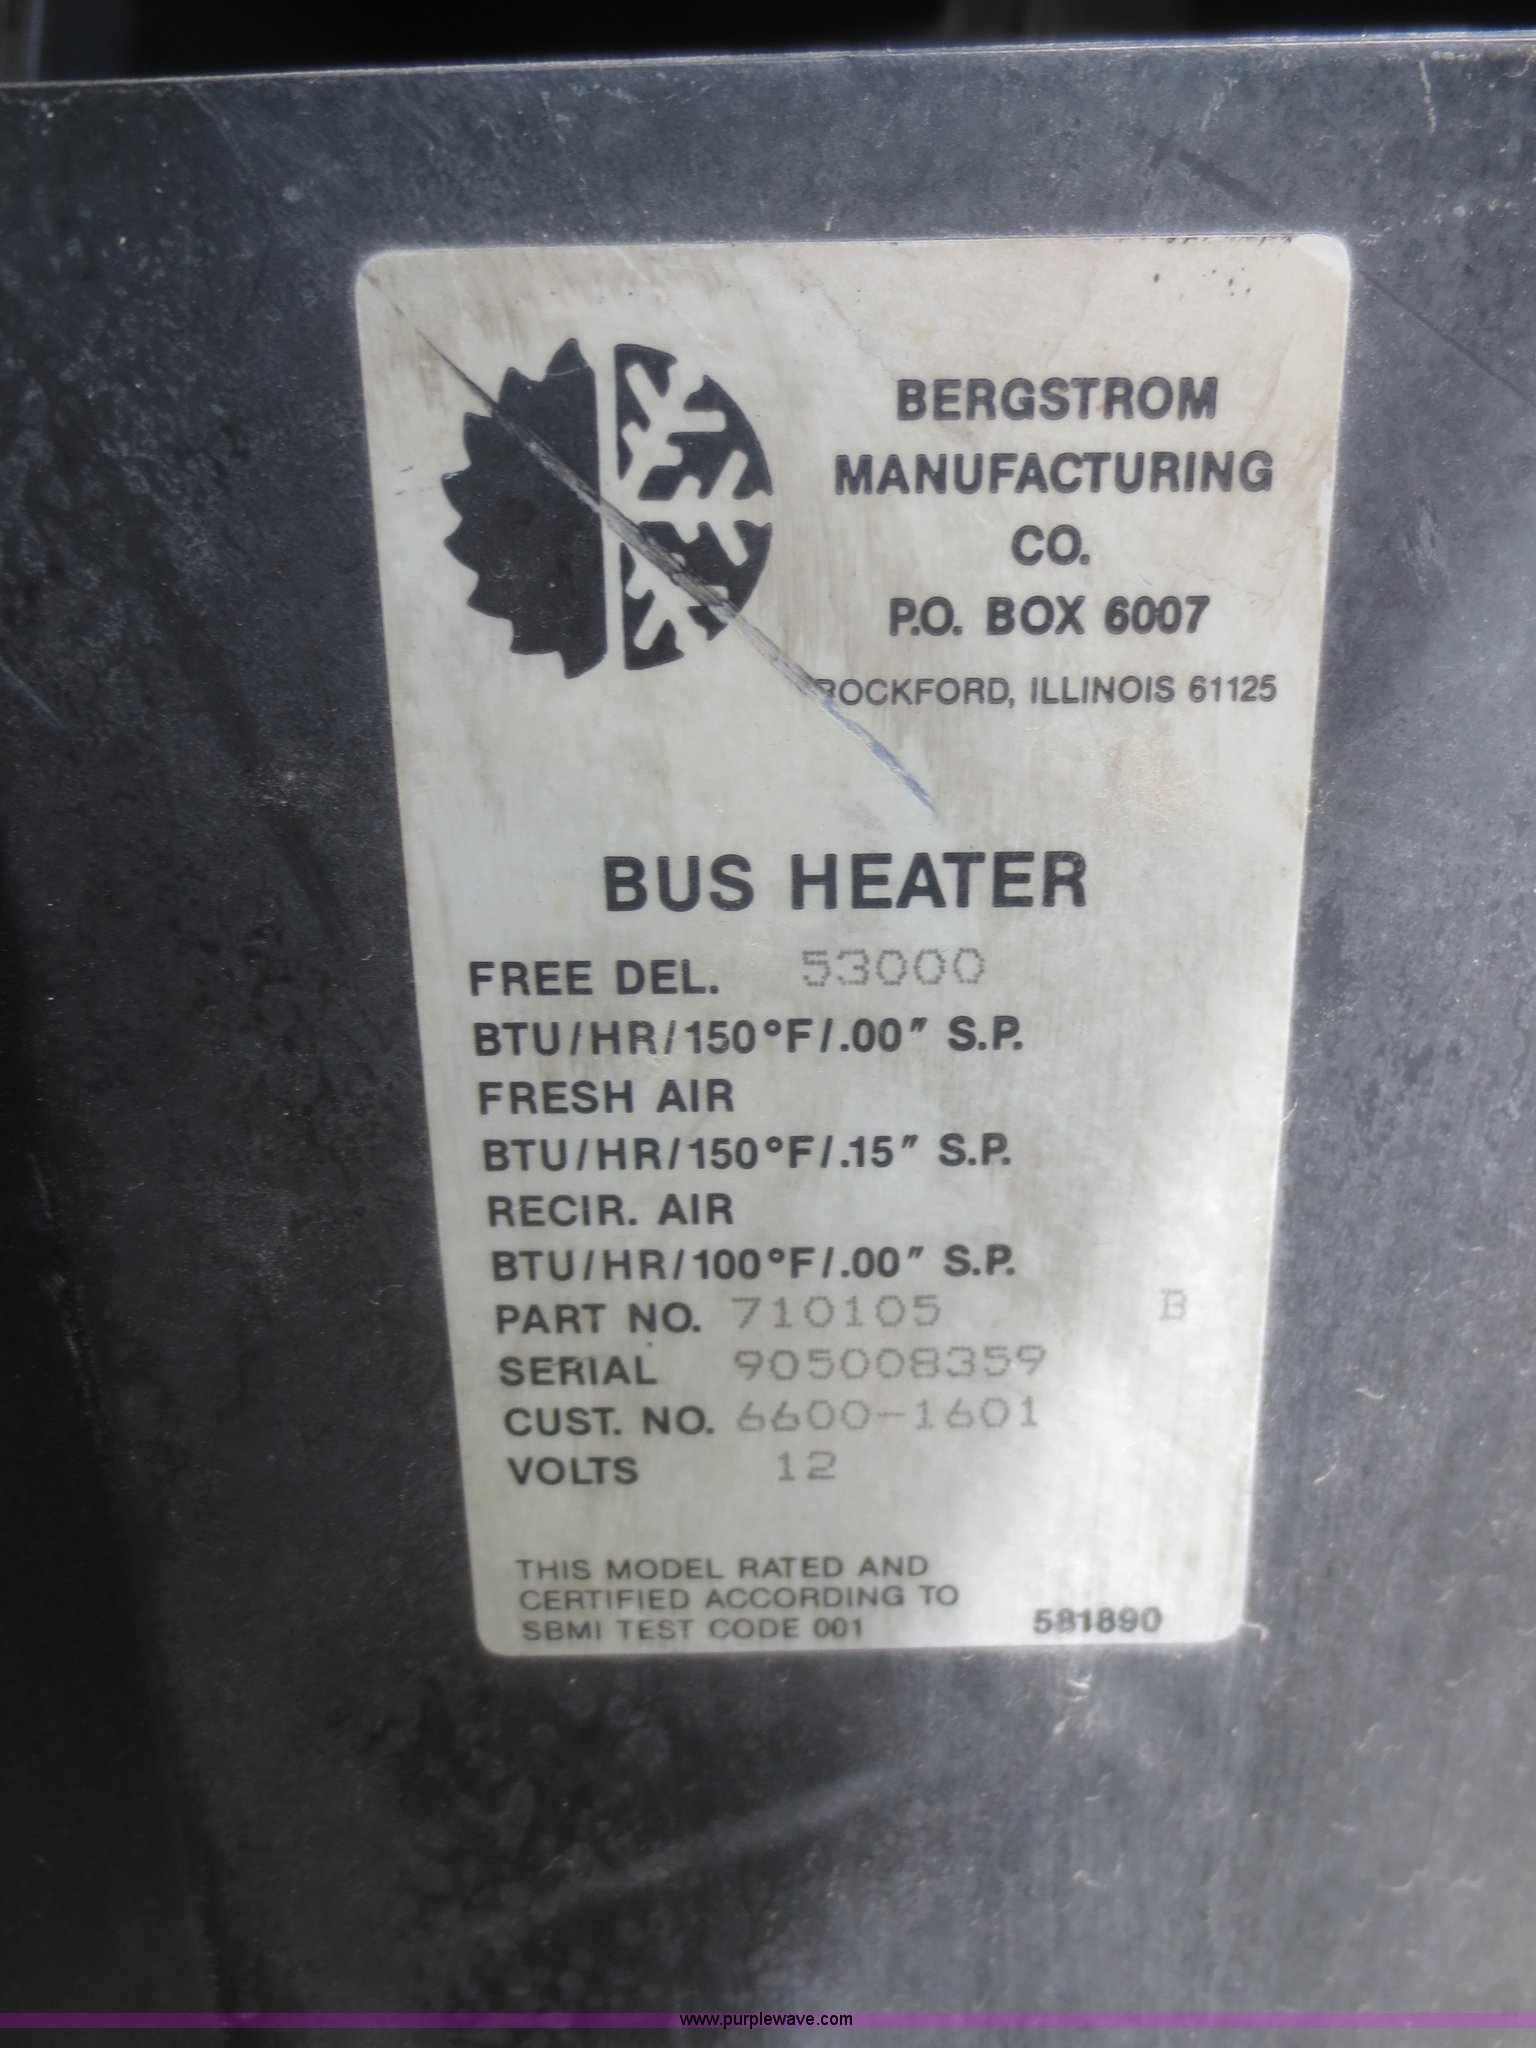 BERGSTROM
MANUFACTURING
CO.
P.O. BOX 6007
ROCKFORD, ILLINOIS 61125
BUS HEATER
FREE DEL. 53000
BTU/HR/150°F/.00" S.P.
FRESH AIR
BTU/HR/150°F/.15" S.P.
RECIR. AIR
BTU/HR/100°F/.00" S.P.
PART NO. 710105 B
SERIAL 905008359
CUST. NO. 6600-1601
VOLTS 12
THIS MODEL RATED AND
CERTIFIED ACCORDING TO
SBMI TEST CODE 001 581890
www.purplewave.com